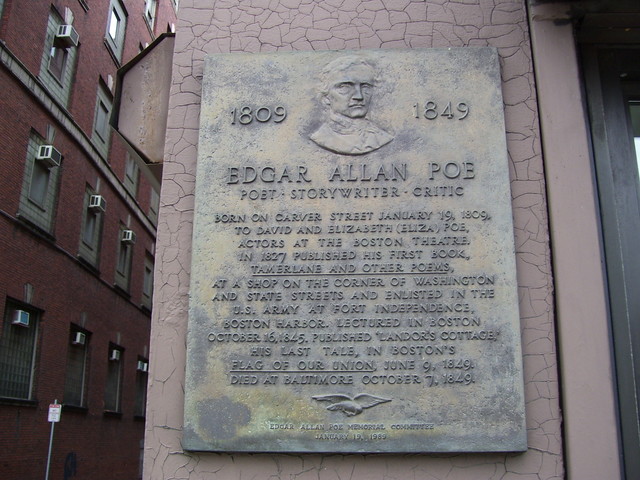 1809 1849
EDGAR ALLAN POE
POET · STORYWRITER · CRITIC
BORN ON CARVER STREET JANUARY 19, 1809,
TO DAVID AND ELIZABETH (ELIZA) POE,
ACTORS AT THE BOSTON THEATRE.
IN 1827 PUBLISHED HIS FIRST BOOK,
TAMERLANE AND OTHER POEMS,
AT A SHOP ON THE CORNER OF WASHINGTON
AND STATE STREETS AND ENLISTED IN THE
U.S. ARMY AT FORT INDEPENDENCE,
BOSTON HARBOR. LECTURED IN BOSTON
OCTOBER 16, 1845. PUBLISHED "LANDOR'S COTTAGE,"
HIS LAST TALE, IN BOSTON'S
FLAG OF OUR UNION, JUNE 9, 1849.
DIED AT BALTIMORE OCTOBER 7, 1849.
EDGAR ALLAN POE MEMORIAL COMMITTEE
JANUARY 19, 1989